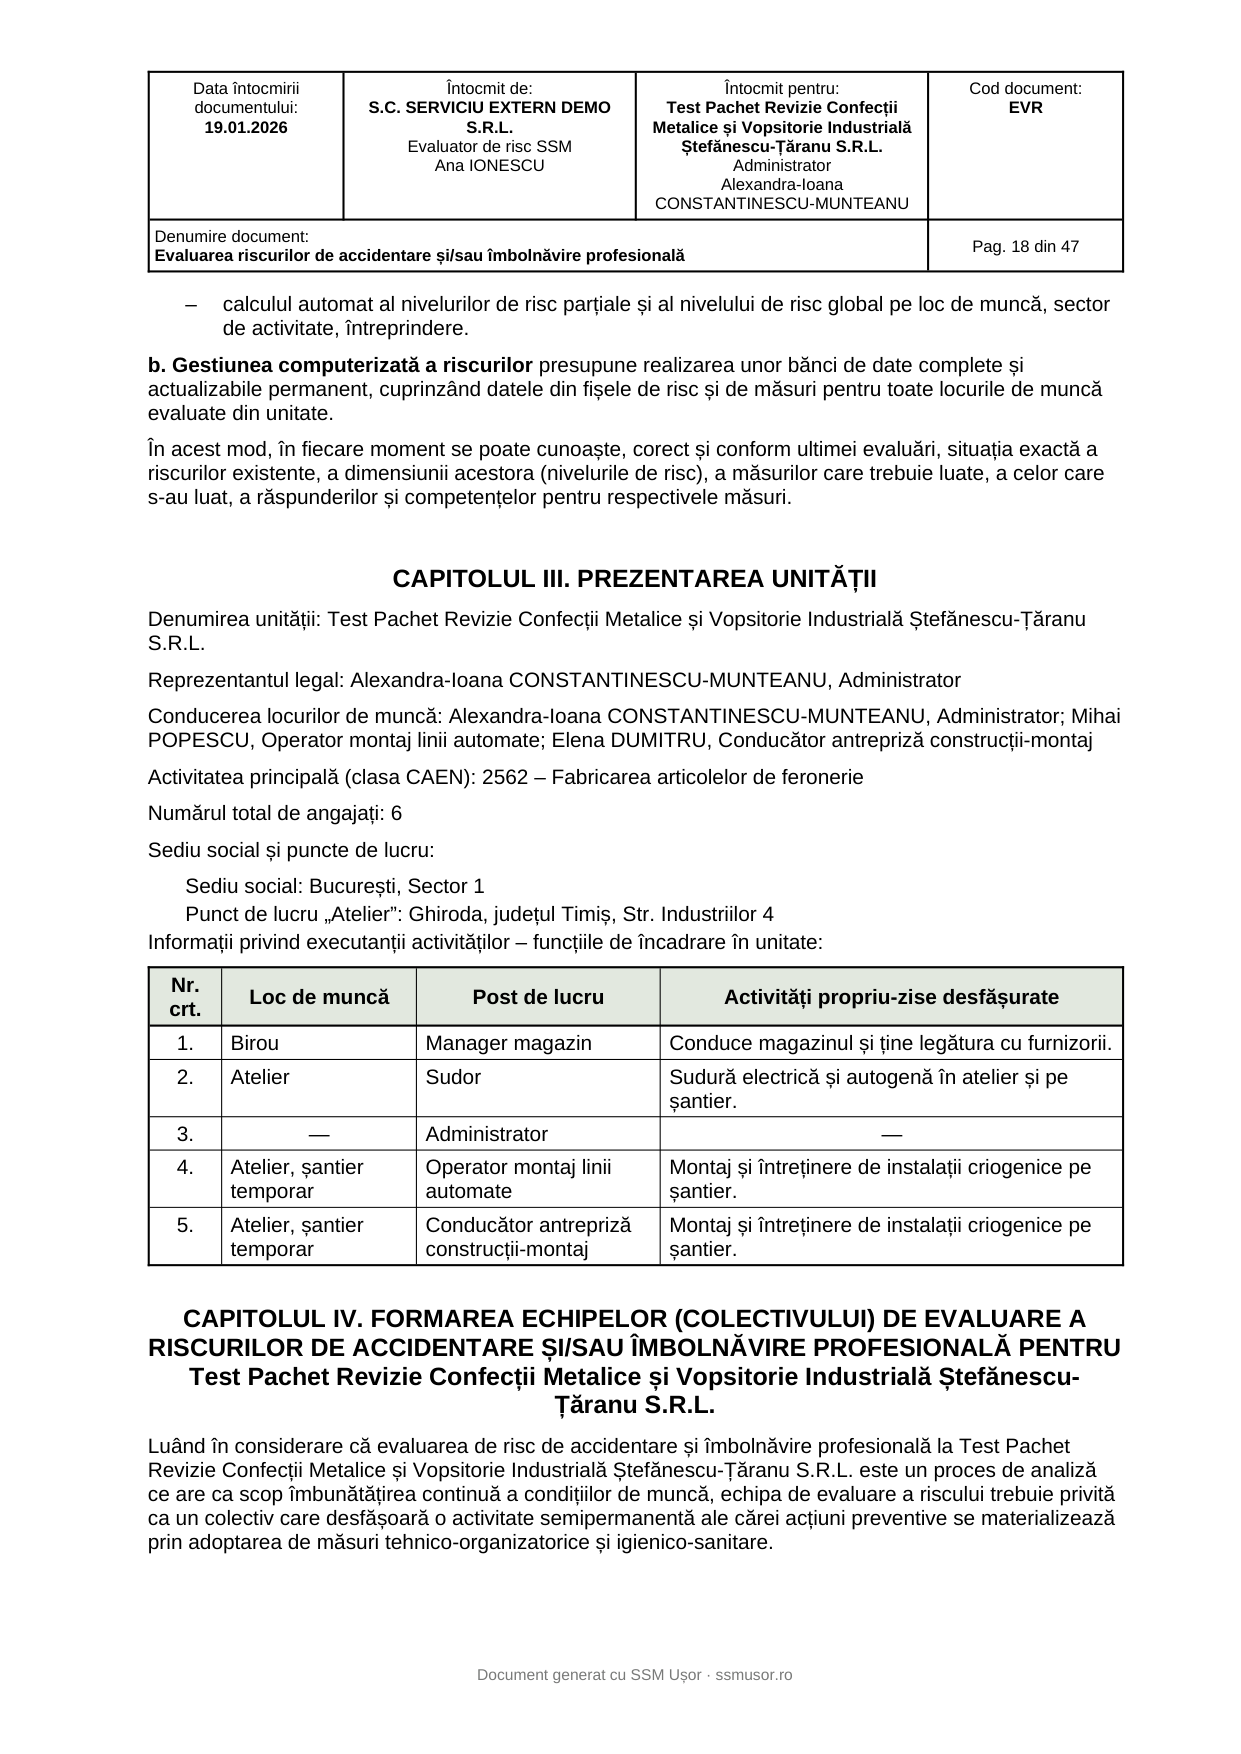 Data întocmirii
documentului:
19.01.2026
Întocmit de:
S.C. SERVICIU EXTERN DEMO
S.R.L.
Evaluator de risc SSM
Ana IONESCU
Întocmit pentru:
Test Pachet Revizie Confecții
Metalice și Vopsitorie Industrială
Ștefănescu-Țăranu S.R.L.
Administrator
Alexandra-Ioana
CONSTANTINESCU-MUNTEANU
Cod document:
EVR
Denumire document:
Evaluarea riscurilor de accidentare și/sau îmbolnăvire profesională
Pag. 18 din 47
– calculul automat al nivelurilor de risc parțiale și al nivelului de risc global pe loc de muncă, sector
de activitate, întreprindere.
b. Gestiunea computerizată a riscurilor presupune realizarea unor bănci de date complete și
actualizabile permanent, cuprinzând datele din fișele de risc și de măsuri pentru toate locurile de muncă
evaluate din unitate.
În acest mod, în fiecare moment se poate cunoaște, corect și conform ultimei evaluări, situația exactă a
riscurilor existente, a dimensiunii acestora (nivelurile de risc), a măsurilor care trebuie luate, a celor care
s-au luat, a răspunderilor și competențelor pentru respectivele măsuri.
CAPITOLUL III. PREZENTAREA UNITĂȚII
Denumirea unității: Test Pachet Revizie Confecții Metalice și Vopsitorie Industrială Ștefănescu-Țăranu
S.R.L.
Reprezentantul legal: Alexandra-Ioana CONSTANTINESCU-MUNTEANU, Administrator
Conducerea locurilor de muncă: Alexandra-Ioana CONSTANTINESCU-MUNTEANU, Administrator; Mihai
POPESCU, Operator montaj linii automate; Elena DUMITRU, Conducător antrepriză construcții-montaj
Activitatea principală (clasa CAEN): 2562 – Fabricarea articolelor de feronerie
Numărul total de angajați: 6
Sediu social și puncte de lucru:
Sediu social: București, Sector 1
Punct de lucru „Atelier”: Ghiroda, județul Timiș, Str. Industriilor 4
Informații privind executanții activităților – funcțiile de încadrare în unitate:
Nr.
crt.
Loc de muncă
Post de lucru
Activități propriu-zise desfășurate
1.
Birou
Manager magazin
Conduce magazinul și ține legătura cu furnizorii.
2.
Atelier
Sudor
Sudură electrică și autogenă în atelier și pe
șantier.
3.
—
Administrator
—
4.
Atelier, șantier
temporar
Operator montaj linii
automate
Montaj și întreținere de instalații criogenice pe
șantier.
5.
Atelier, șantier
temporar
Conducător antrepriză
construcții-montaj
Montaj și întreținere de instalații criogenice pe
șantier.
CAPITOLUL IV. FORMAREA ECHIPELOR (COLECTIVULUI) DE EVALUARE A
RISCURILOR DE ACCIDENTARE ȘI/SAU ÎMBOLNĂVIRE PROFESIONALĂ PENTRU
Test Pachet Revizie Confecții Metalice și Vopsitorie Industrială Ștefănescu-
Țăranu S.R.L.
Luând în considerare că evaluarea de risc de accidentare și îmbolnăvire profesională la Test Pachet
Revizie Confecții Metalice și Vopsitorie Industrială Ștefănescu-Țăranu S.R.L. este un proces de analiză
ce are ca scop îmbunătățirea continuă a condițiilor de muncă, echipa de evaluare a riscului trebuie privită
ca un colectiv care desfășoară o activitate semipermanentă ale cărei acțiuni preventive se materializează
prin adoptarea de măsuri tehnico-organizatorice și igienico-sanitare.
Document generat cu SSM Ușor · ssmusor.ro